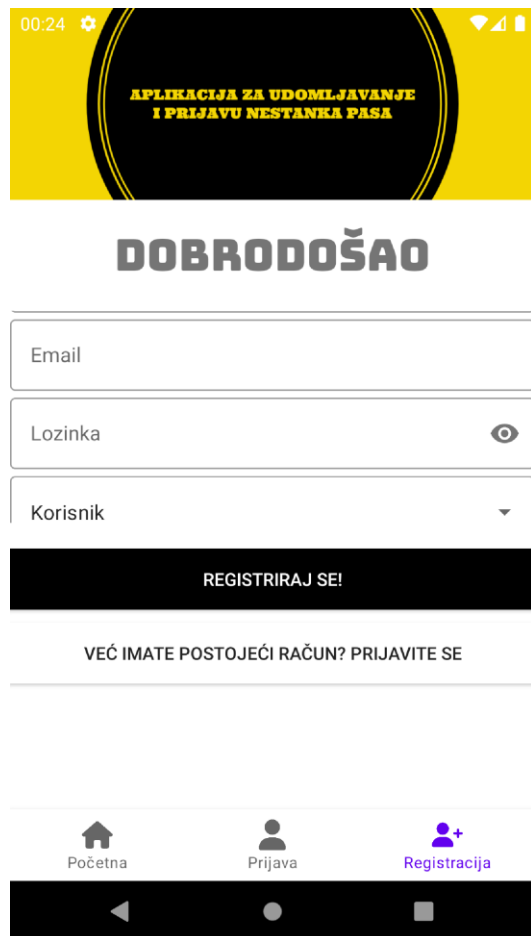 00:24
APLIKACIJA ZA UDOMLJAVANJE
I PRIJAVU NESTANKA PASA
DOBRODOŠAO
Email
Lozinka
Korisnik
REGISTRIRAJ SE!
VEĆ IMATE POSTOJEĆI RAČUN? PRIJAVITE SE
Početna
Prijava
Registracija